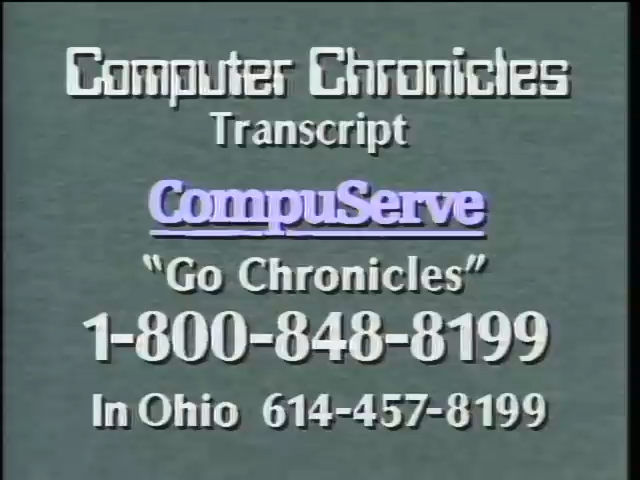 Computer Chronicles
Transcript
CompuServe
“Go Chronicles”
1-800-848-8199
In Ohio 614-457-8199